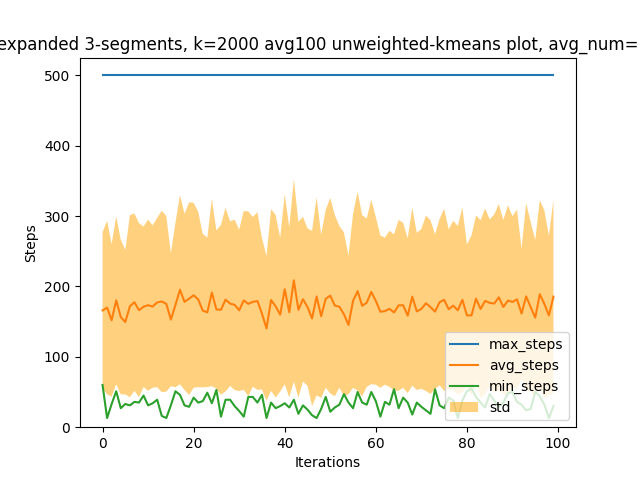 expanded 3-segments, k=2000 avg100 unweighted-kmeans plot, avg_num=
500
400
300
200
100
0
Steps
0 20 40 60 80 100
Iterations
max_steps
avg_steps
min_steps
std